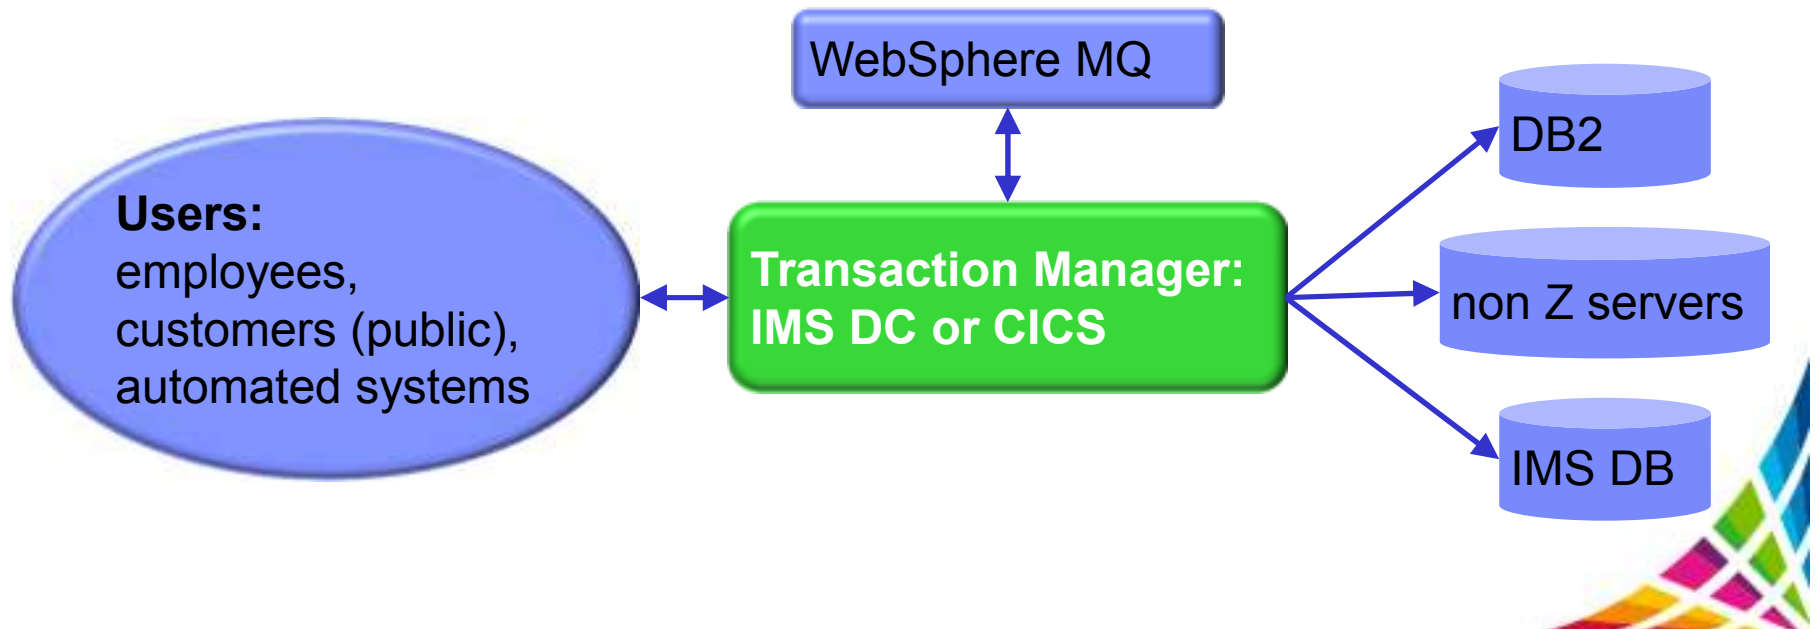 WebSphere MQ
DB2
Users:
employees,
customers (public),
automated systems
Transaction Manager:
IMS DC or CICS
non Z servers
IMS DB